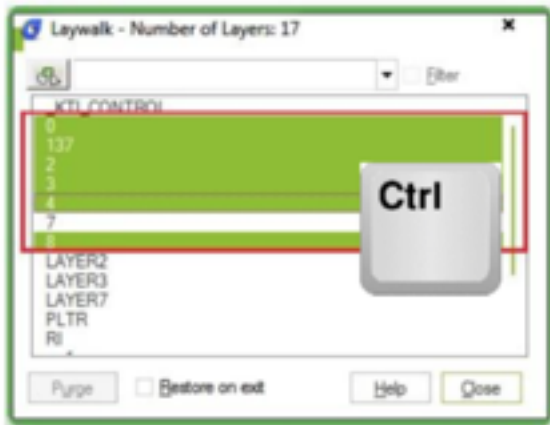 Laywalk - Number of Layers: 17
Filter
_KTI_CONTROL
0
137
2
3
4
7
8
LAYER2
LAYER3
LAYER7
PLTR
RI
Purge
Restore on exit
Help
Close
Ctrl